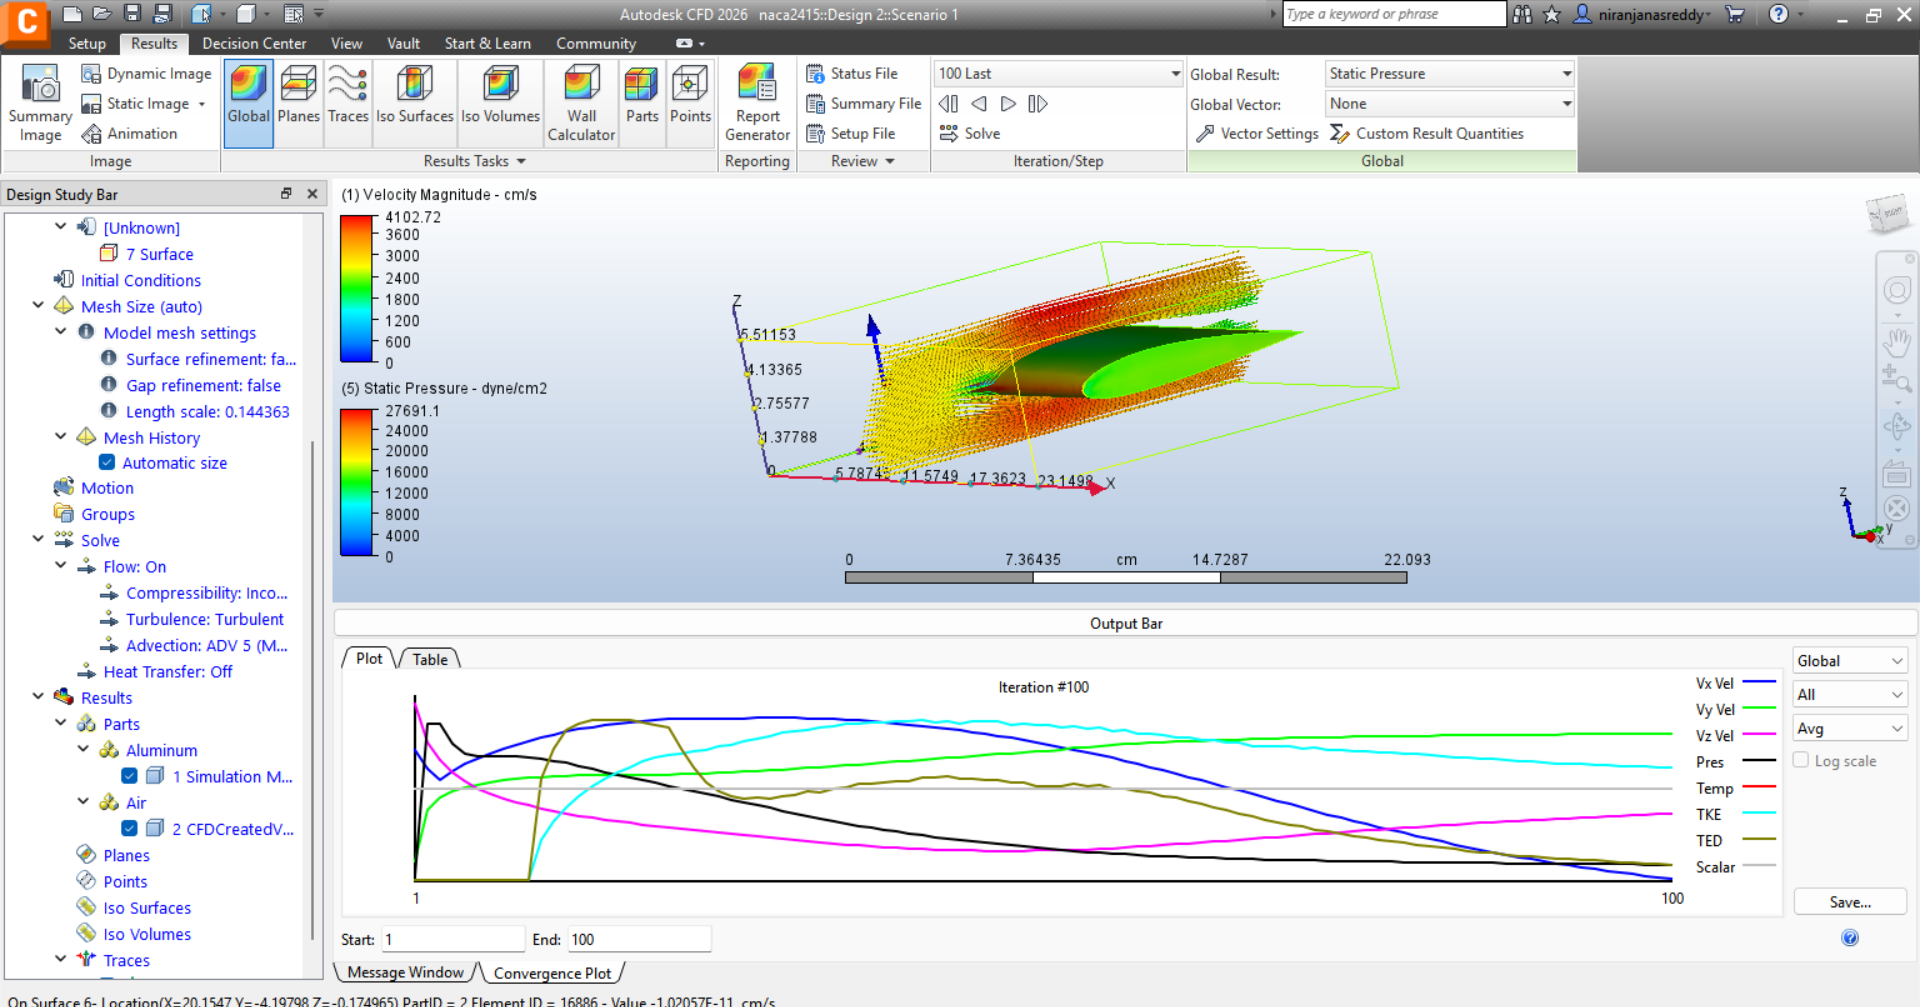 Autodesk CFD 2026 naca2415::Design 2::Scenario 1
Type a keyword or phrase
niranjanasreddy
Setup Results Decision Center View Vault Start & Learn Community
Summary Image
Dynamic Image
Static Image
Animation
Image
Global Planes Traces Iso Surfaces Iso Volumes Wall Calculator Parts Points
Results Tasks
Report Generator
Reporting
Status File
Summary File
Setup File
Review
100 Last
Solve
Iteration/Step
Global Result: Static Pressure
Global Vector: None
Vector Settings Custom Result Quantities
Global
Design Study Bar
[Unknown]
7 Surface
Initial Conditions
Mesh Size (auto)
Model mesh settings
Surface refinement: fa...
Gap refinement: false
Length scale: 0.144363
Mesh History
Automatic size
Motion
Groups
Solve
Flow: On
Compressibility: Inco...
Turbulence: Turbulent
Advection: ADV 5 (M...
Heat Transfer: Off
Results
Parts
Aluminum
1 Simulation M...
Air
2 CFDCreatedV...
Planes
Points
Iso Surfaces
Iso Volumes
Traces
(1) Velocity Magnitude - cm/s
4102.72
3600
3000
2400
1800
1200
600
0
(5) Static Pressure - dyne/cm2
27691.1
24000
20000
16000
12000
8000
4000
0
Z
5.51153
4.13365
2.75577
1.37788
0
11.5749
17.3623
23.1498
X
0 7.36435 cm 14.7287 22.093
Z
Y
X
Output Bar
Plot Table
Iteration #100
1
100
Vx Vel
Vy Vel
Vz Vel
Pres
Temp
TKE
TED
Scalar
Global
All
Avg
Log scale
Save...
Start: 1 End: 100
Message Window Convergence Plot
On Surface 6- Location(X=20.1547 Y=-4.19798 Z=-0.174965) PartID = 2 Element ID = 16886 - Value -1.02057E-11 cm/s